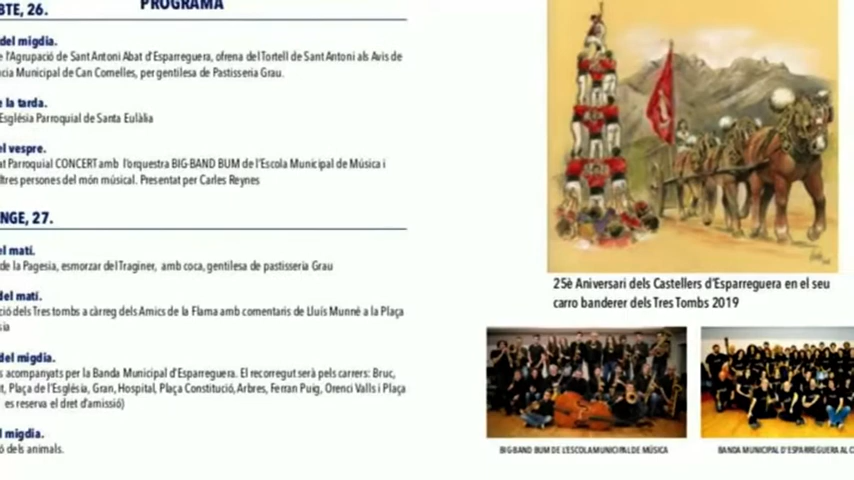 PROGRAMA
BTE, 26.
del migdia.
l'Agrupació de Sant Antoni Abat d'Esparreguera, ofrena del Tortell de Sant Antoni als Avis de
cia Municipal de Can Comelles, per gentilesa de Pastisseria Grau.
la tarda.
Església Parroquial de Santa Eulàlia
el vespre.
at Parroquial CONCERT amb l'orquestra BIG-BAND BUM de l'Escola Municipal de Música i
ltres persones del món músical. Presentat per Carles Reynes
NGE, 27.
el matí.
de la Pagesia, esmorzar del Traginer, amb coca, gentilesa de pastisseria Grau
del matí.
ció dels Tres tombs a càrreg dels Amics de la Flama amb comentaris de Lluís Munné a la Plaça
sia
del migdia.
s acompanyats per la Banda Municipal d'Esparreguera. El recorregut serà pels carrers: Bruc,
t, Plaça de l'Església, Gran, Hospital, Plaça Constitució, Arbres, Ferran Puig, Orenci Valls i Plaça
es reserva el dret d'amissió)
l migdia.
ó dels animals.
25è Aniversari dels Castellers d'Esparreguera en el seu
carro banderer dels Tres Tombs 2019
BIG-BAND BUM DE L'ESCOLA MUNICIPAL DE MÚSICA
BANDA MUNICIPAL D'ESPARREGUERA AL C